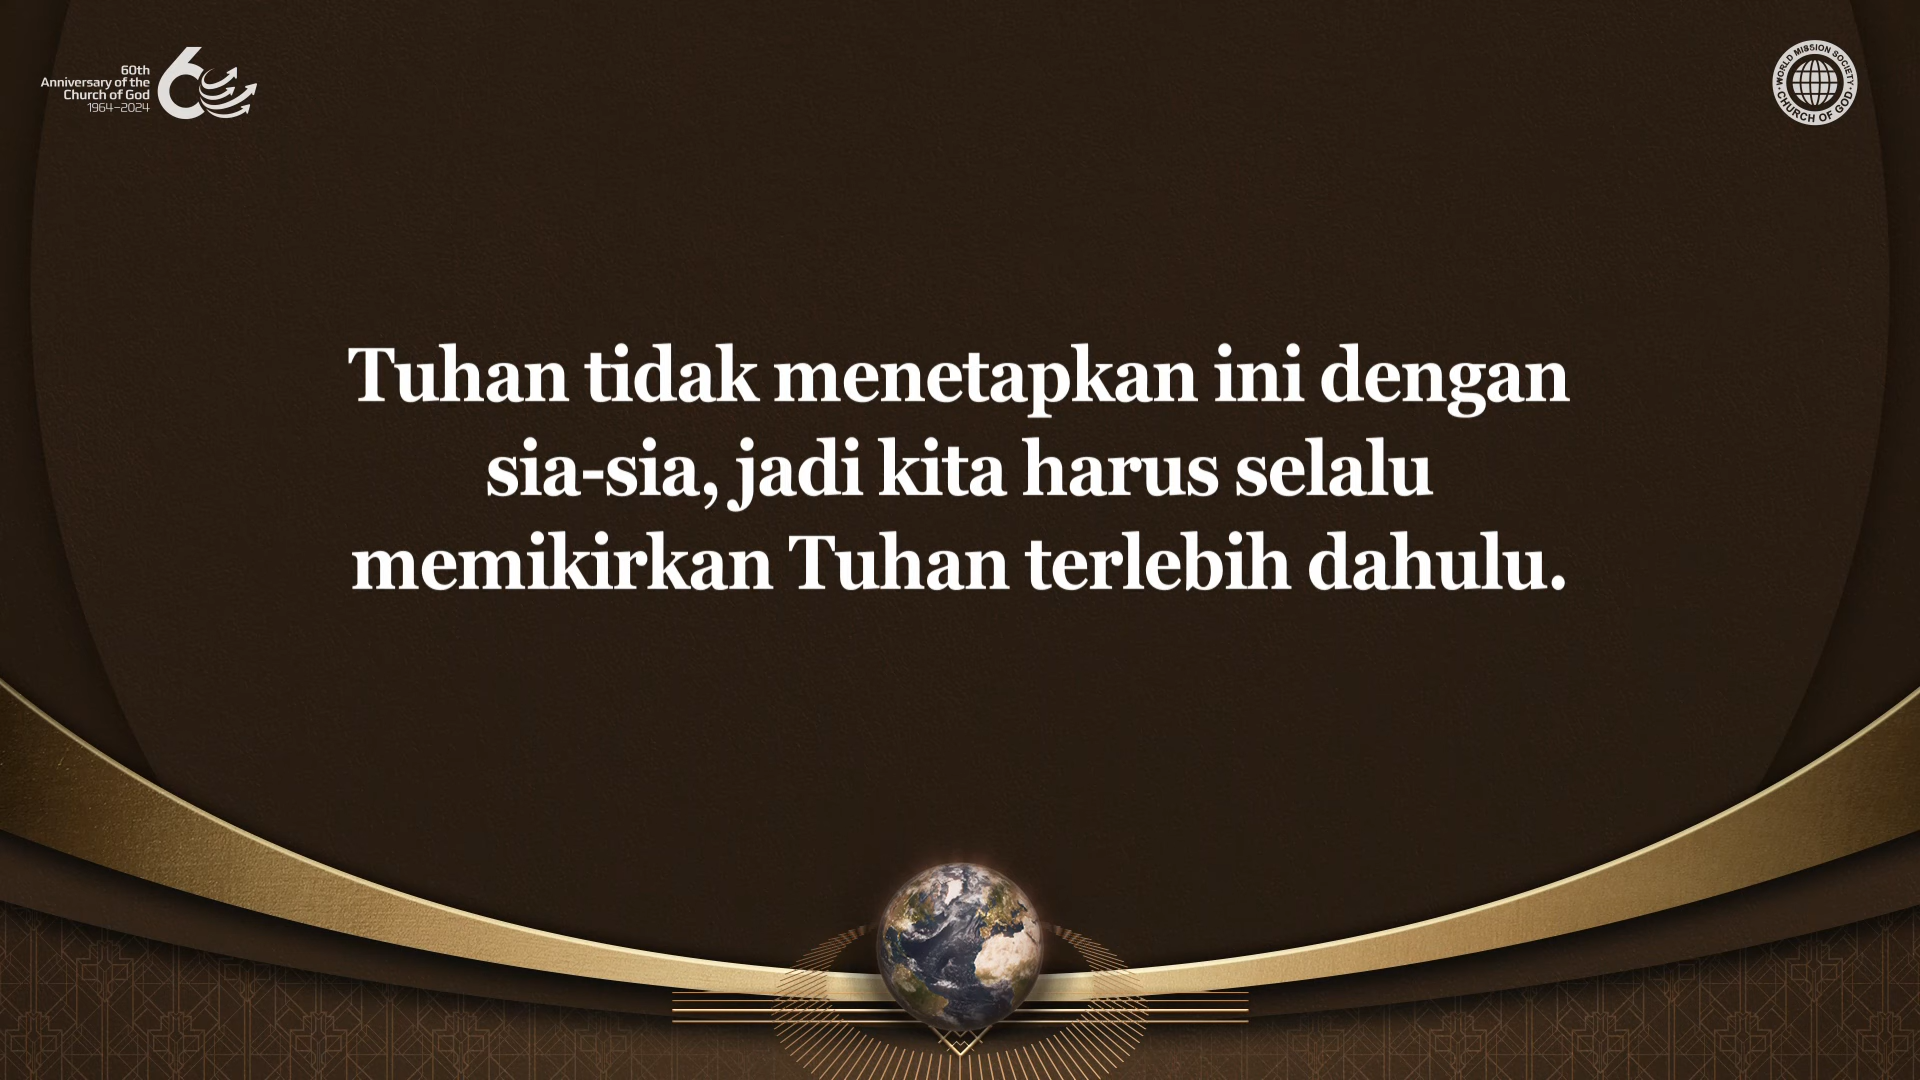 60th
Anniversary of the
Church of God
1964–2024
60
WORLD MISSION SOCIETY
CHURCH OF GOD
Tuhan tidak menetapkan ini dengan
sia-sia, jadi kita harus selalu
memikirkan Tuhan terlebih dahulu.